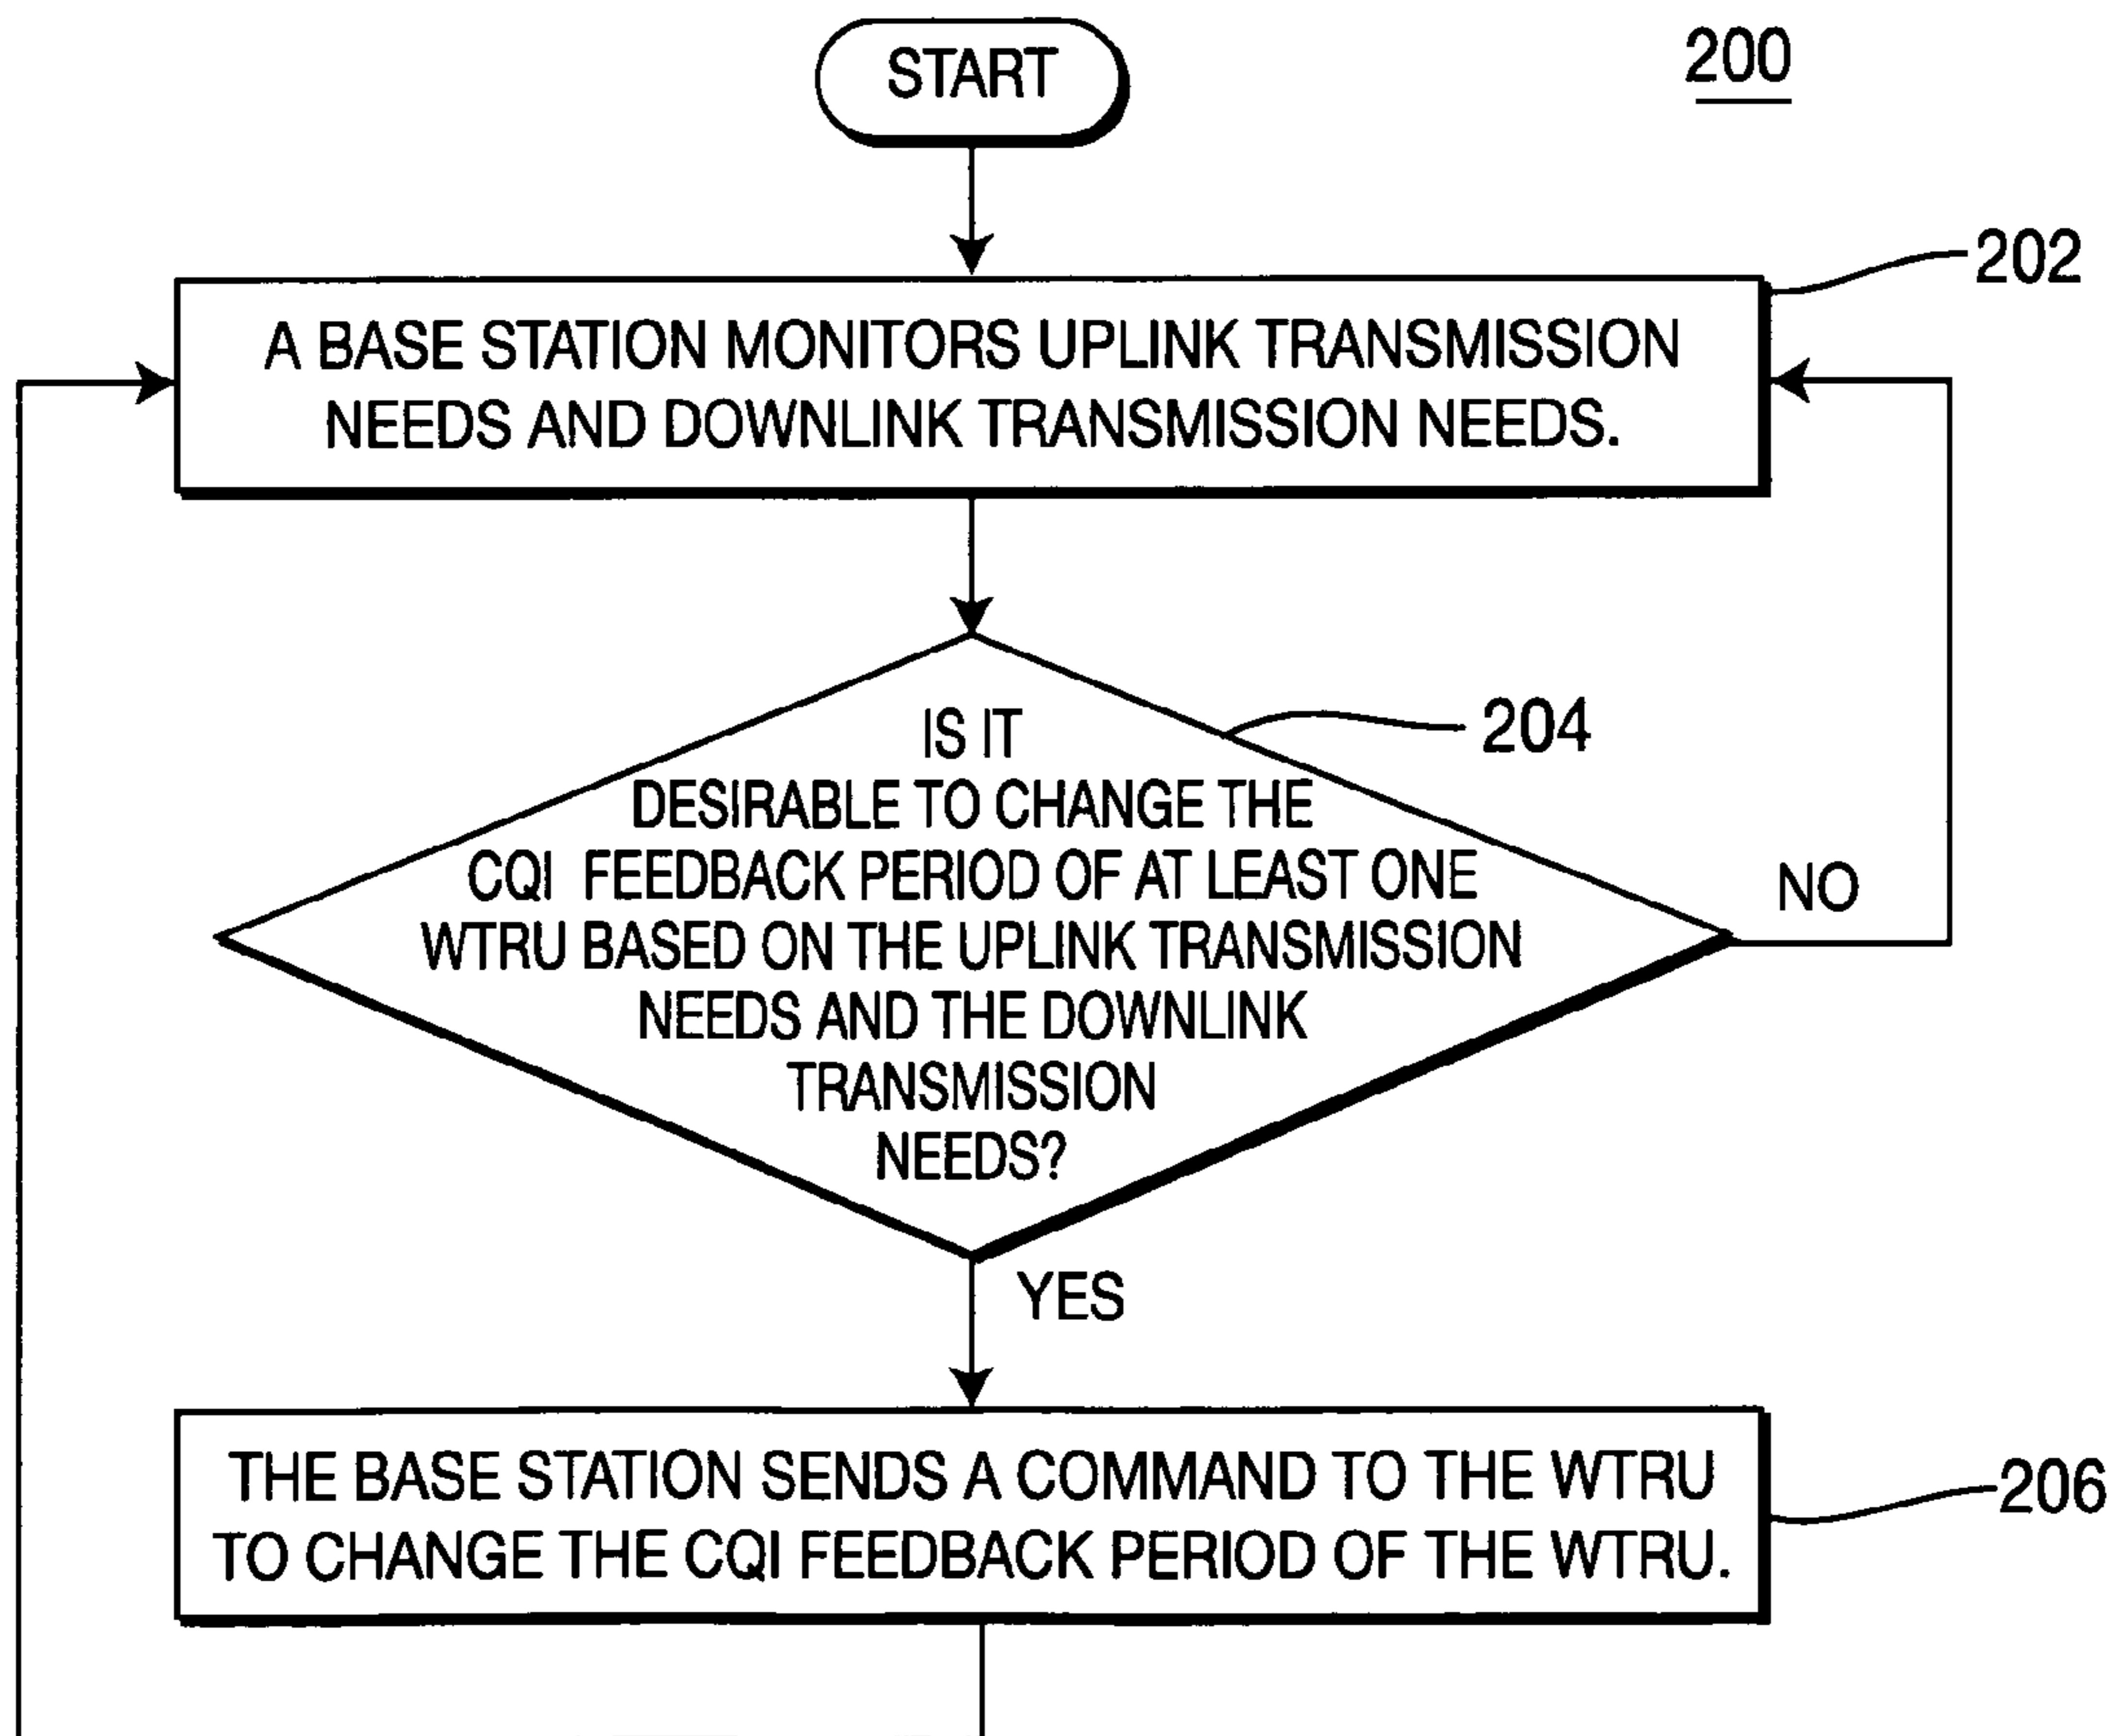 START
200
202
A BASE STATION MONITORS UPLINK TRANSMISSION
NEEDS AND DOWNLINK TRANSMISSION NEEDS.
204
IS IT
DESIRABLE TO CHANGE THE
CQI FEEDBACK PERIOD OF AT LEAST ONE
WTRU BASED ON THE UPLINK TRANSMISSION
NEEDS AND THE DOWNLINK
TRANSMISSION
NEEDS?
NO
YES
THE BASE STATION SENDS A COMMAND TO THE WTRU
TO CHANGE THE CQI FEEDBACK PERIOD OF THE WTRU.
206